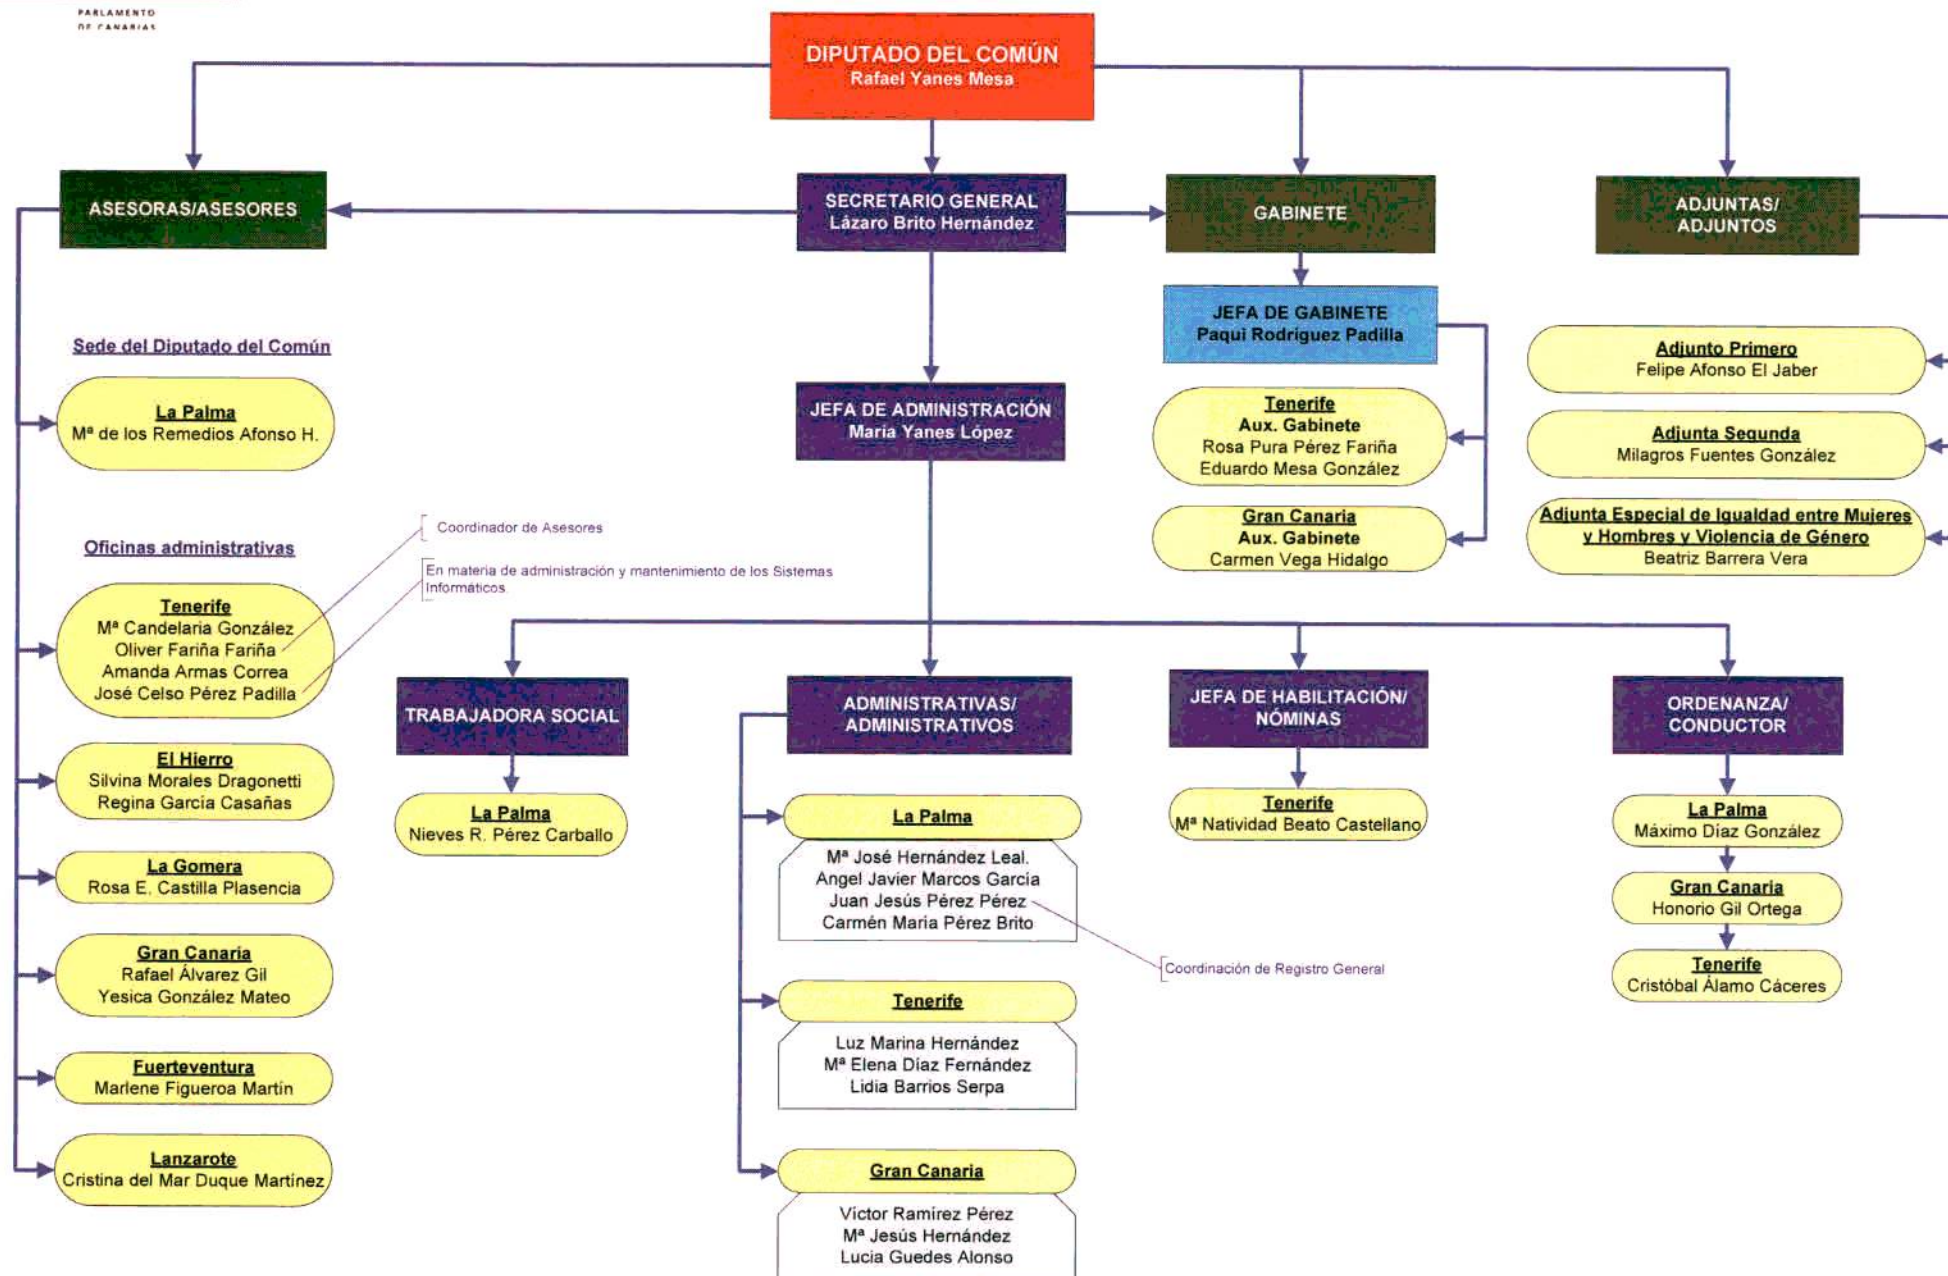 PARLAMENTO
DE CANARIAS
DIPUTADO DEL COMÚN
Rafael Yanes Mesa
ASESORAS/ASESORES
SECRETARIO GENERAL
Lázaro Brito Hernández
GABINETE
ADJUNTAS/
ADJUNTOS
JEFA DE GABINETE
Paqui Rodríguez Padilla
Sede del Diputado del Común
La Palma
Mª de los Remedios Afonso H.
JEFA DE ADMINISTRACIÓN
María Yanes López
Tenerife
Aux. Gabinete
Rosa Pura Pérez Fariña
Eduardo Mesa González
Gran Canaria
Aux. Gabinete
Carmen Vega Hidalgo
Adjunto Primero
Felipe Afonso El Jaber
Adjunta Segunda
Milagros Fuentes González
Adjunta Especial de Igualdad entre Mujeres
y Hombres y Violencia de Género
Beatriz Barrera Vera
Oficinas administrativas
Coordinador de Asesores
En materia de administración y mantenimiento de los Sistemas
Informáticos
Tenerife
Mª Candelaria González
Oliver Fariña Fariña
Amanda Armas Correa
José Celso Pérez Padilla
El Hierro
Silvina Morales Dragonetti
Regina García Casañas
La Gomera
Rosa E. Castilla Plasencia
Gran Canaria
Rafael Álvarez Gil
Yesica González Mateo
Fuerteventura
Marlene Figueroa Martín
Lanzarote
Cristina del Mar Duque Martínez
TRABAJADORA SOCIAL
La Palma
Nieves R. Pérez Carballo
ADMINISTRATIVAS/
ADMINISTRATIVOS
La Palma
Mª José Hernández Leal.
Angel Javier Marcos García
Juan Jesús Pérez Pérez
Carmén María Pérez Brito
Coordinación de Registro General
Tenerife
Luz Marina Hernández
Mª Elena Díaz Fernández
Lidia Barrios Serpa
Gran Canaria
Víctor Ramírez Pérez
Mª Jesús Hernández
Lucia Guedes Alonso
JEFA DE HABILITACIÓN/
NÓMINAS
Tenerife
Mª Natividad Beato Castellano
ORDENANZA/
CONDUCTOR
La Palma
Máximo Díaz González
Gran Canaria
Honorio Gil Ortega
Tenerife
Cristóbal Álamo Cáceres